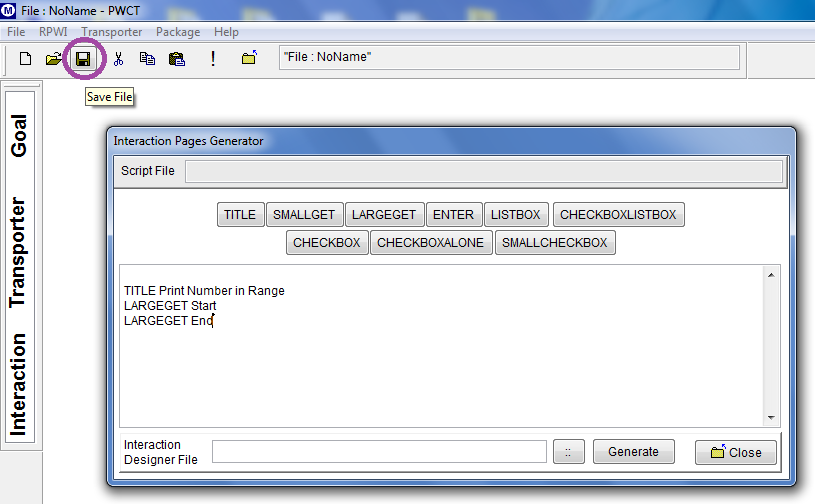 M File : NoName - PWCT
File RPWI Transporter Package Help
! "File : NoName"
Save File
Goal
Transporter
Interaction
Interaction Pages Generator
Script File
TITLE SMALLGET LARGEGET ENTER LISTBOX CHECKBOXLISTBOX
CHECKBOX CHECKBOXALONE SMALLCHECKBOX
TITLE Print Number in Range
LARGEGET Start
LARGEGET End
Interaction
Designer File :: Generate Close